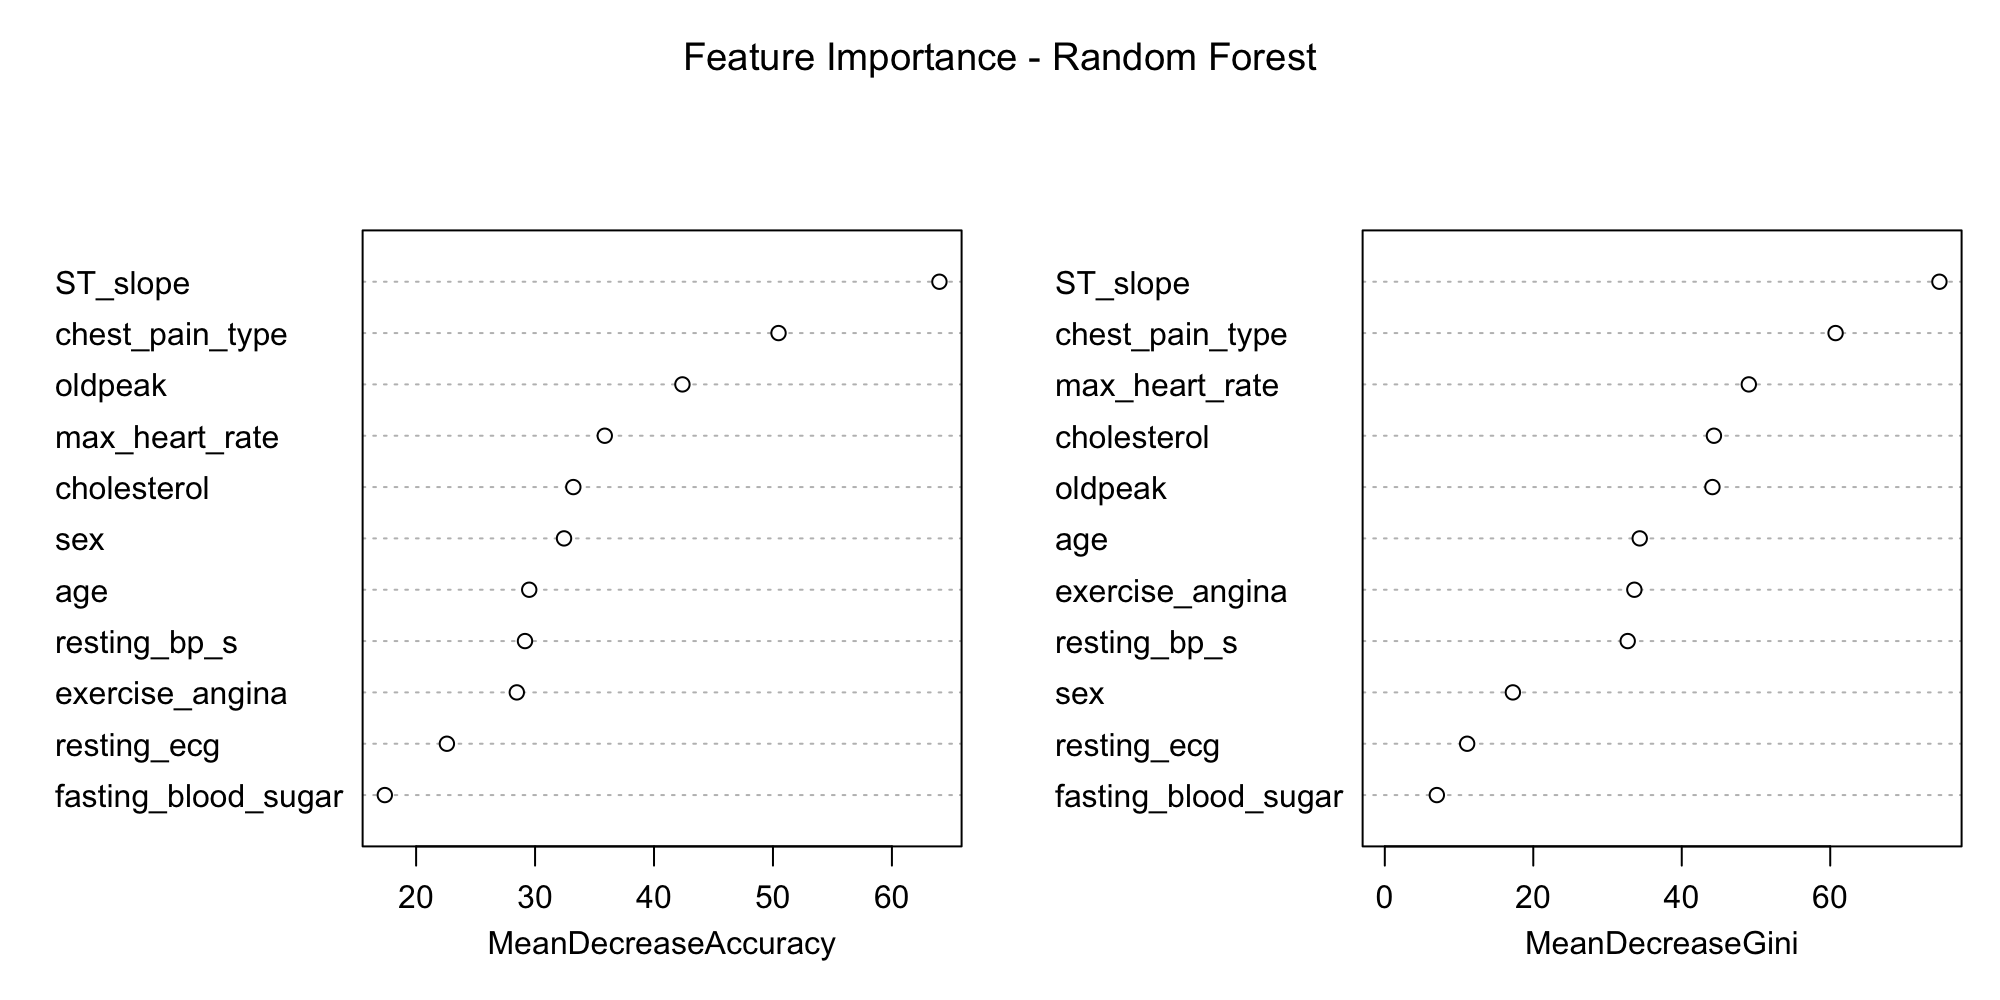 Feature Importance - Random Forest
ST_slope
chest_pain_type
oldpeak
max_heart_rate
cholesterol
sex
age
resting_bp_s
exercise_angina
resting_ecg
fasting_blood_sugar
20 30 40 50 60
MeanDecreaseAccuracy
ST_slope
chest_pain_type
max_heart_rate
cholesterol
oldpeak
age
exercise_angina
resting_bp_s
sex
resting_ecg
fasting_blood_sugar
0 20 40 60
MeanDecreaseGini